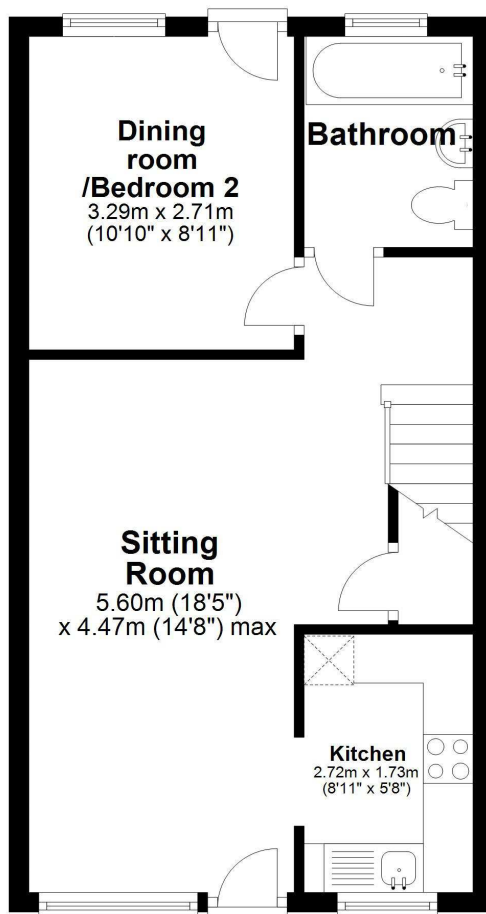 Dining
room
/Bedroom 2
3.29m x 2.71m
(10'10" x 8'11")
Bathroom
Sitting
Room
5.60m (18'5")
x 4.47m (14'8") max
Kitchen
2.72m x 1.73m
(8'11" x 5'8")